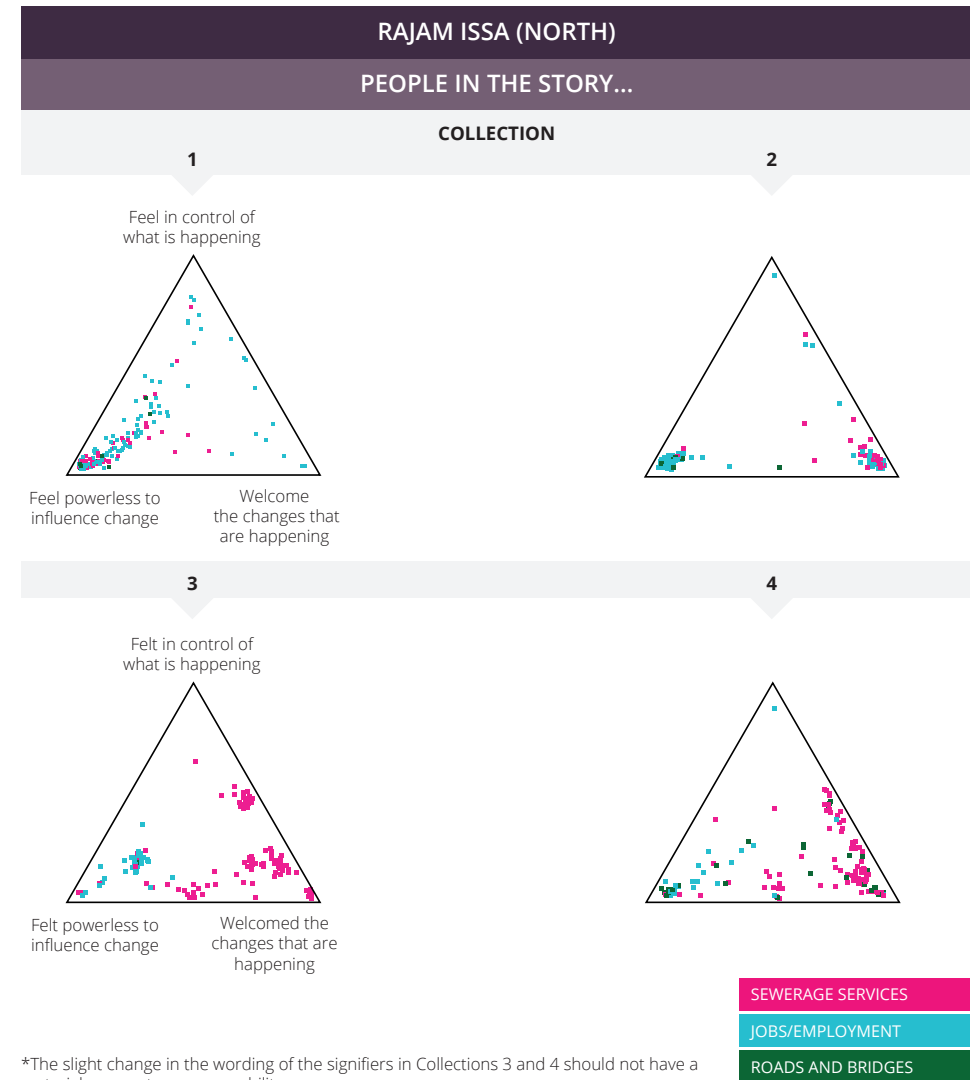 RAJAM ISSA (NORTH)
PEOPLE IN THE STORY...
COLLECTION
1
2
Feel in control of
what is happening
Feel powerless to
influence change
Welcome
the changes that
are happening
3
4
Felt in control of
what is happening
Felt powerless to
influence change
Welcomed the
changes that are
happening
SEWERAGE SERVICES
JOBS/EMPLOYMENT
ROADS AND BRIDGES
*The slight change in the wording of the signifiers in Collections 3 and 4 should not have a